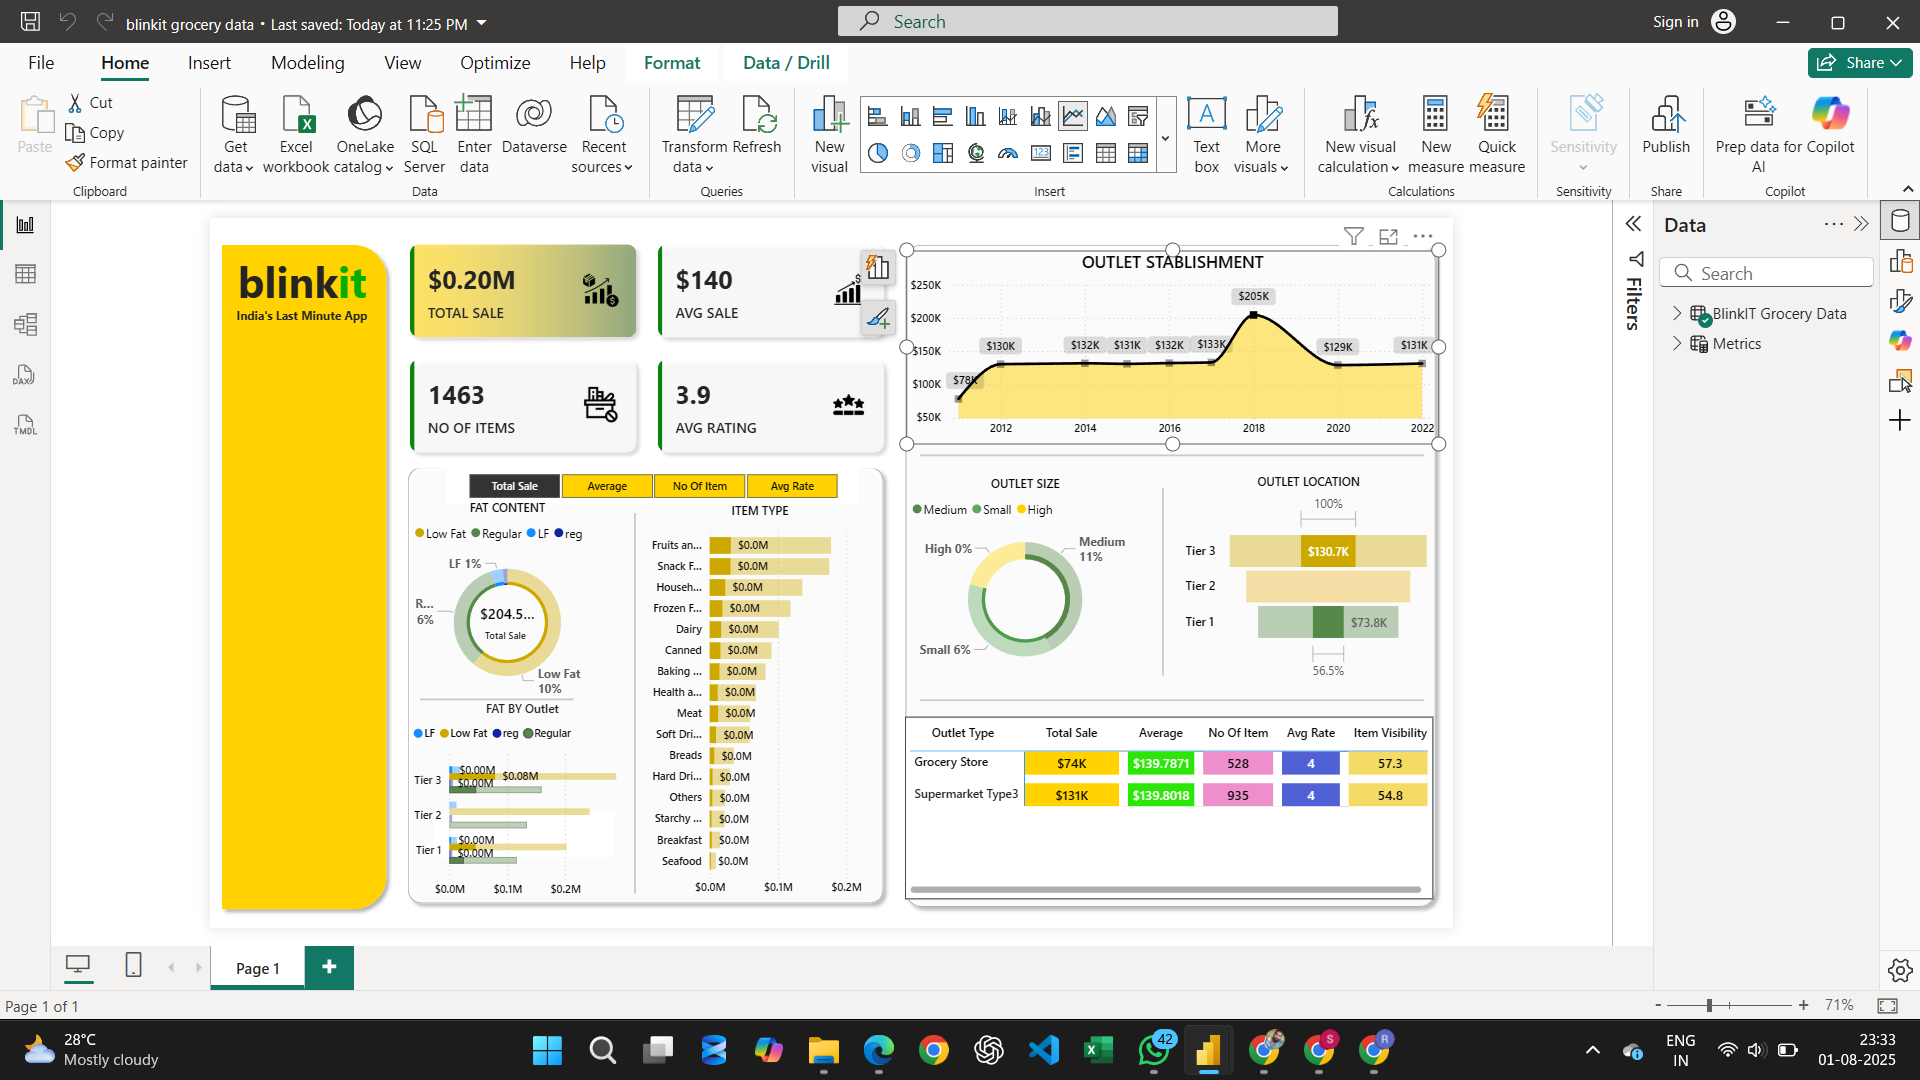 blinkit grocery data • Last saved: Today at 11:25 PM
Search
Sign in
File
Home
Insert
Modeling
View
Optimize
Help
Format
Data / Drill
Share
Paste
Cut
Copy
Format painter
Clipboard
Get data
Excel workbook
OneLake catalog
SQL Server
Enter data
Dataverse
Recent sources
Data
Transform data
Refresh
Queries
New visual
123
A
Text box
More visuals
Insert
New visual calculation
New measure
Quick measure
Calculations
Sensitivity
Sensitivity
Publish
Share
Prep data for AI
Copilot
Copilot
DAX
TMDL
blinkit
India's Last Minute App
$0.20M
TOTAL SALE
$140
AVG SALE
1463
NO OF ITEMS
3.9
AVG RATING
OUTLET STABLISHMENT
$250K
$200K
$150K
$100K
$50K
$78K
$130K
$132K
$131K
$132K
$133K
$205K
$129K
$131K
2012
2014
2016
2018
2020
2022
Total Sale
Average
No Of Item
Avg Rate
FAT CONTENT
Low Fat
Regular
LF
reg
LF 1%
R... 6%
$204.5...
Total Sale
Low Fat 10%
FAT BY Outlet
LF
Low Fat
reg
Regular
Tier 3
$0.00M
$0.08M
$0.00M
Tier 2
Tier 1
$0.00M
$0.00M
$0.0M
$0.1M
$0.2M
ITEM TYPE
Fruits an... $0.0M
Snack F... $0.0M
Househ... $0.0M
Frozen F... $0.0M
Dairy $0.0M
Canned $0.0M
Baking ... $0.0M
Health a... $0.0M
Meat $0.0M
Soft Dri... $0.0M
Breads $0.0M
Hard Dri... $0.0M
Others $0.0M
Starchy ... $0.0M
Breakfast $0.0M
Seafood $0.0M
$0.0M
$0.1M
$0.2M
OUTLET SIZE
Medium
Small
High
High 0%
Medium 11%
Small 6%
OUTLET LOCATION
100%
Tier 3 $130.7K
Tier 2
Tier 1 $73.8K
56.5%
Outlet Type Total Sale Average No Of Item Avg Rate Item Visibility
Grocery Store $74K $139.7871 528 4 57.3
Supermarket Type3 $131K $139.8018 935 4 54.8
Filters
Data
Search
BlinkIT Grocery Data
Metrics
Page 1
Page 1 of 1
71%
28°C
Mostly cloudy
42
S
R
ENG
IN
23:33
01-08-2025